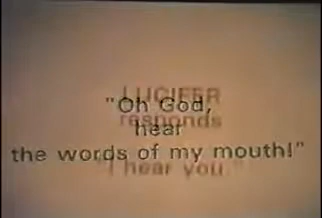 LUCIFER
"Oh God,
responds
hear
the words of my mouth!"
"I hear you."